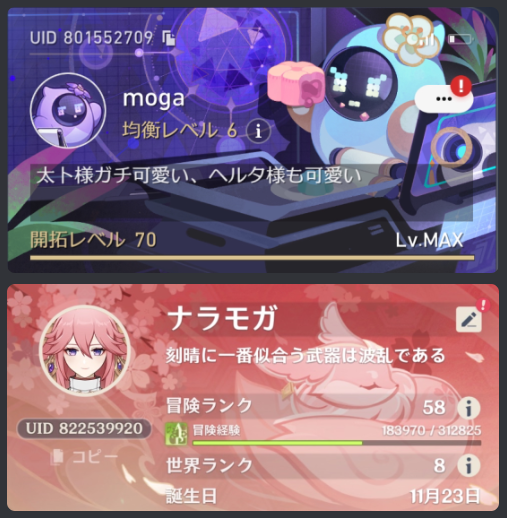 UID 801552709
moga
均衡レベル 6
太卜様ガチ可愛い、ヘルタ様も可愛い
開拓レベル 70
Lv.MAX
ナラモガ
刻晴に一番似合う武器は波乱である
冒険ランク 58
冒険経験 183970 / 312825
UID 822539920
コピー
世界ランク 8
誕生日 11月23日